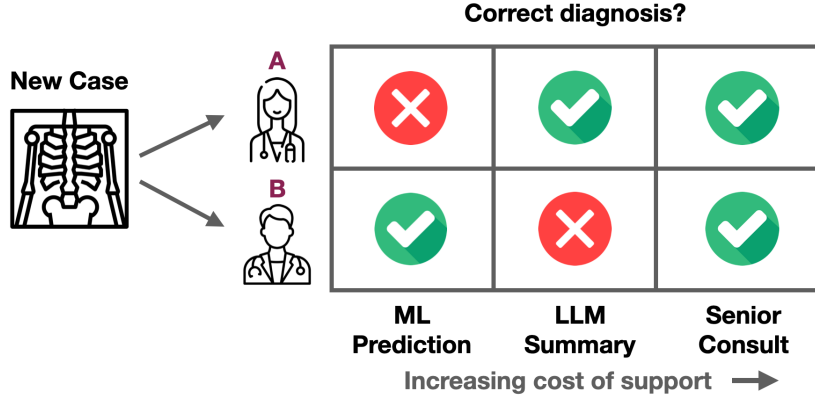 Correct diagnosis?
New Case
A
B
ML
Prediction
LLM
Summary
Senior
Consult
Increasing cost of support